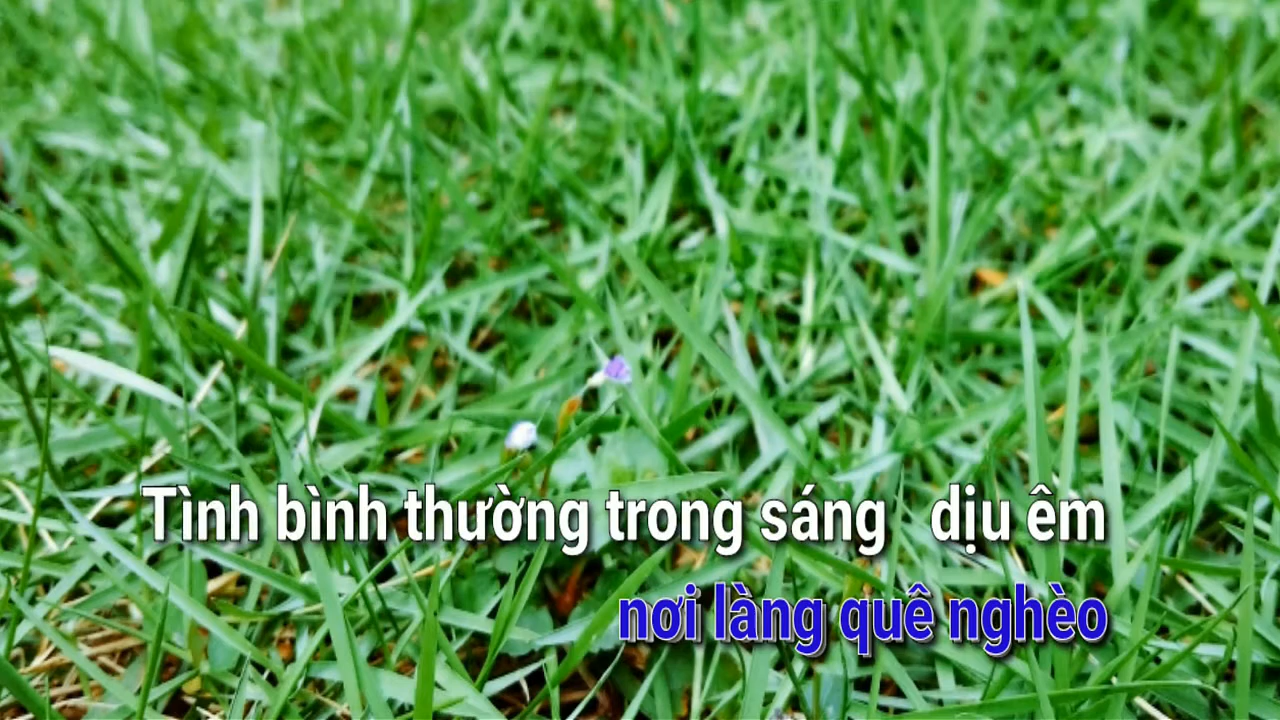 Tình bình thường trong sáng dịu êm
nơi làng quê nghèo